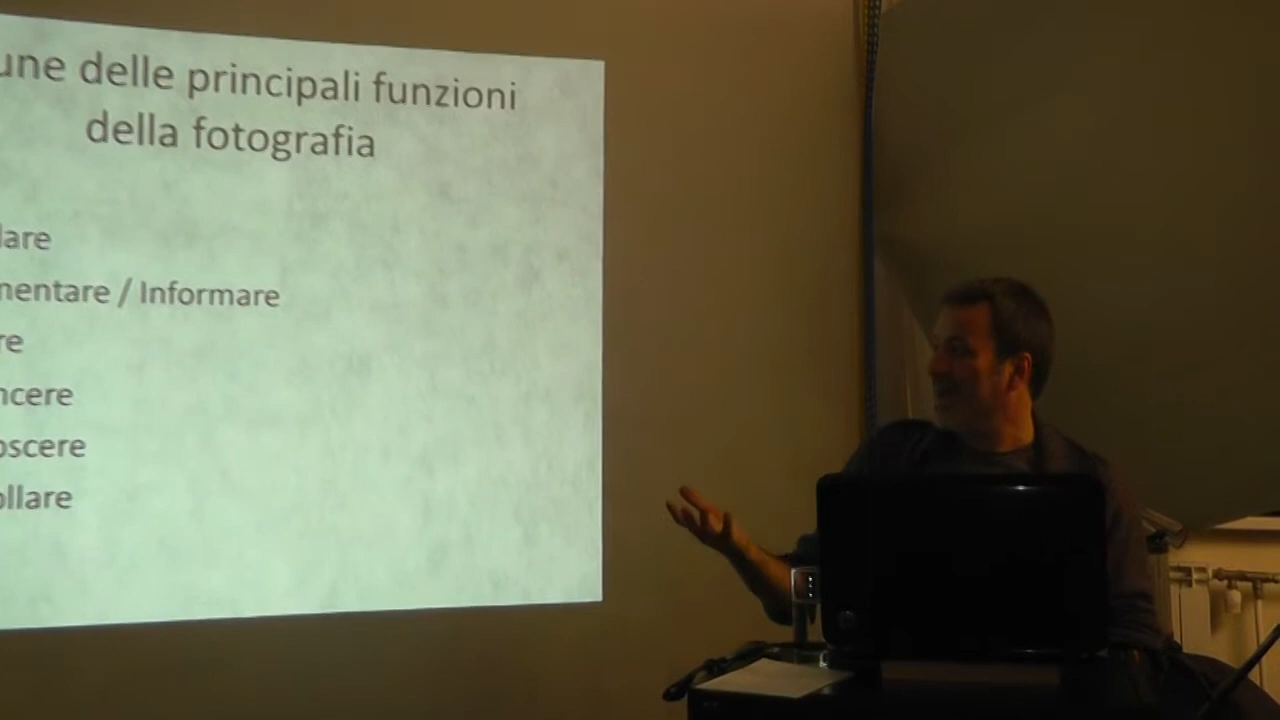 une delle principali funzioni
della fotografia
lare
mentare / Informare
re
ncere
oscere
ollare